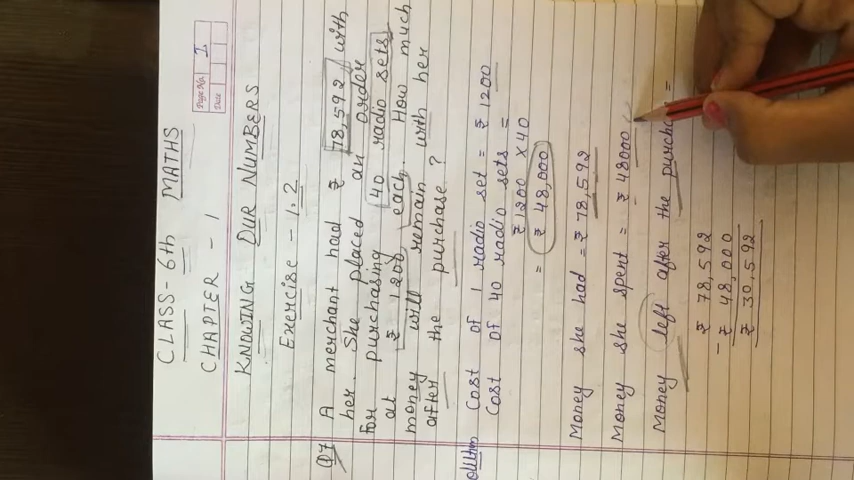 CLASS - 6th MATHS
Page No. 1
Date
CHAPTER - 1
KNOWING OUR NUMBERS
Exercise - 1.2
Q7 A merchant had ₹ 78,592 with
her. She placed an order
For purchasing 40 radio sets
at ₹ 1200 each. How much
money will remain with her
after the purchase ?
Cost of 1 radio set = ₹ 1200
Cost of 40 radio sets =
₹ 1200 × 40
= ₹ 48,000
Money she had = ₹ 78,592
Money she spent = ₹ 48000
Money left after the purchase =
₹ 78,592
- ₹ 48,000
₹ 30,592